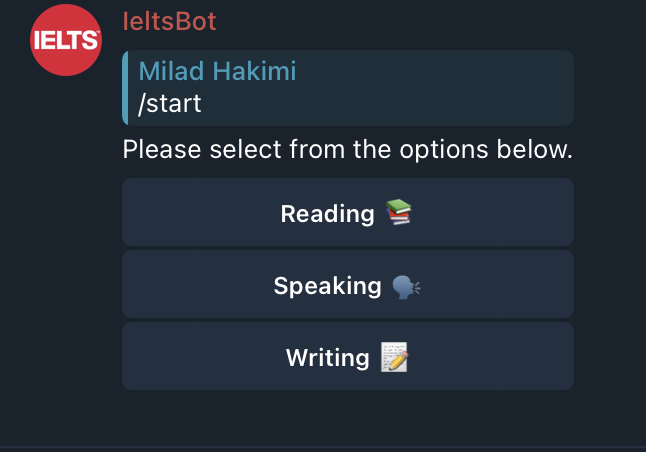 IeltsBot
IELTS
Milad Hakimi
/start
Please select from the options below.
Reading 📚
Speaking 🗣️
Writing 📝